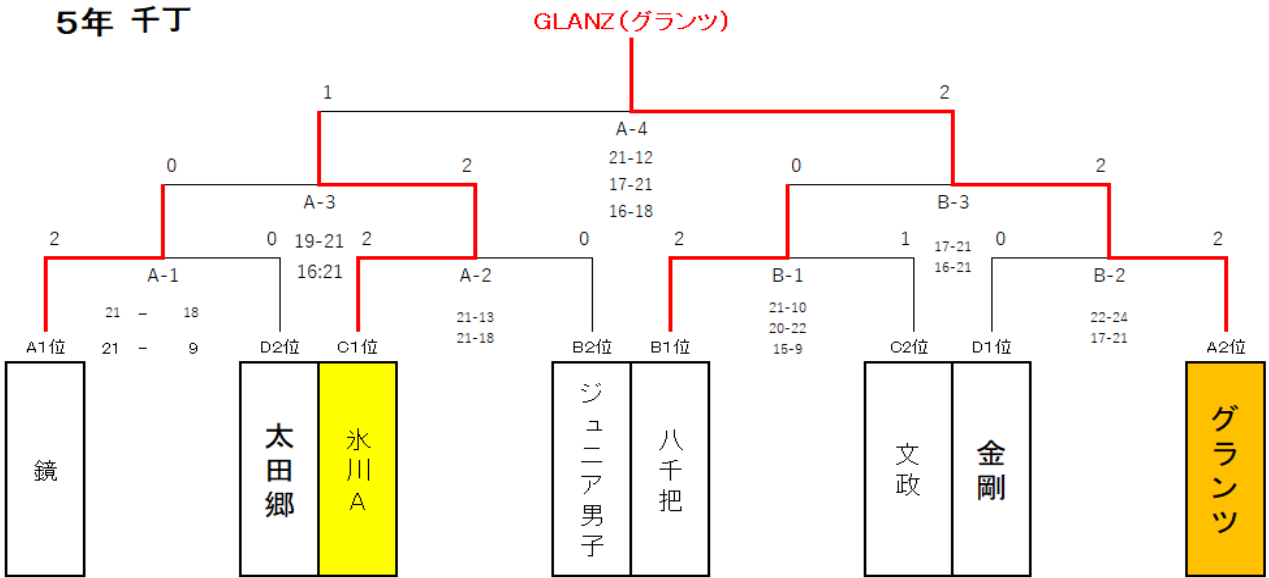 5年 千丁
GLANZ(グランツ)
1 2
A-4
21-12
17-21
16-18
0 2 0 2
A-3 B-3
19-21
16:21
17-21
16-21
2 0 2 0 2 1 0 2
A-1 A-2 B-1 B-2
21 － 18
21 － 9
21-13
21-18
21-10
20-22
15-9
22-24
17-21
A1位 D2位 C1位 B2位 B1位 C2位 D1位 A2位
鏡
太田郷
氷川A
ジュニア男子
八千把
文政
金剛
グランツ